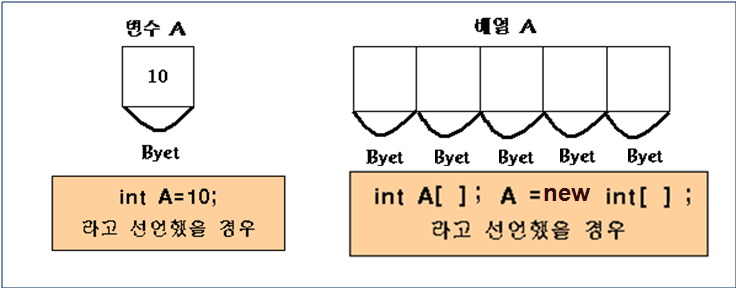 변수 A
10
Byet
int A=10;
라고 선언했을 경우
배열 A
Byet Byet Byet Byet Byet
int A[ ] ; A =new int[ ] ;
라고 선언했을 경우